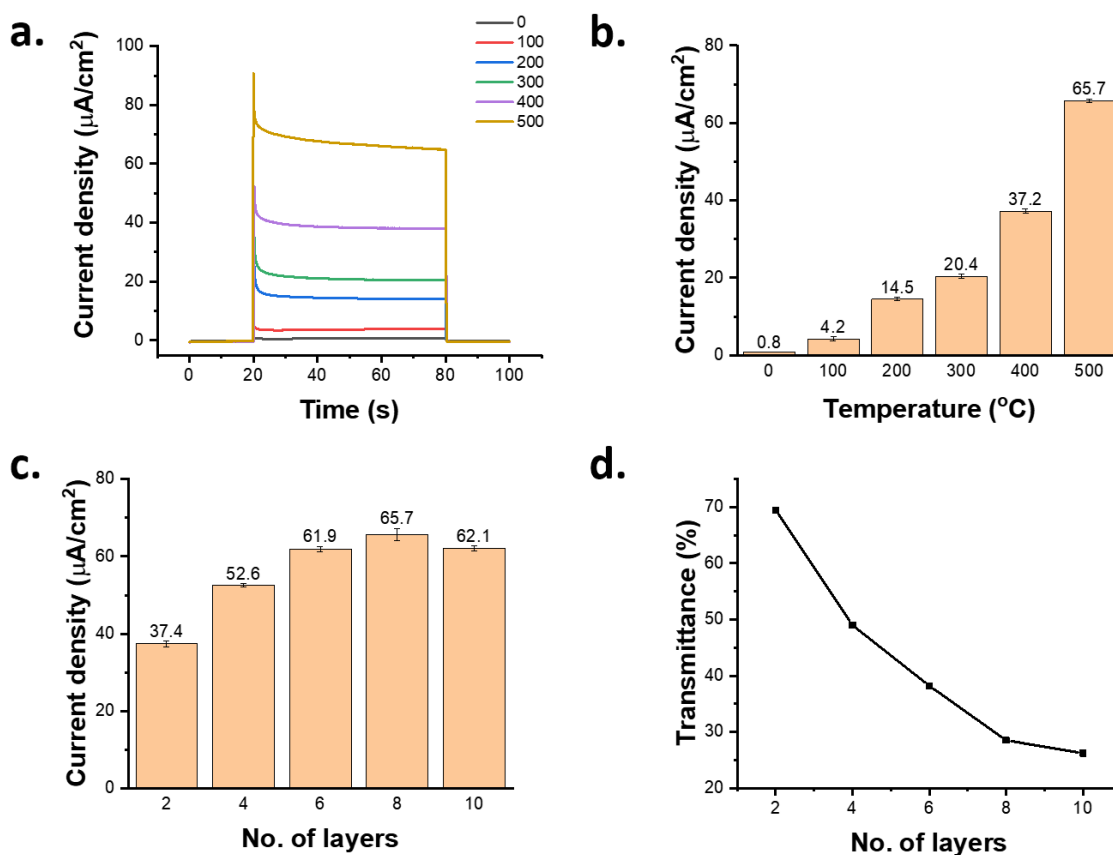 a.
Current density (μA/cm²)
100
80
60
40
20
0
0
100
200
300
400
500
0 20 40 60 80 100
Time (s)
b.
Current density (μA/cm²)
80
60
40
20
0
0.8
4.2
14.5
20.4
37.2
65.7
0 100 200 300 400 500
Temperature (°C)
c.
Current density (μA/cm²)
80
60
40
20
0
37.4
52.6
61.9
65.7
62.1
2 4 6 8 10
No. of layers
d.
Transmittance (%)
70
60
50
40
30
20
2 4 6 8 10
No. of layers